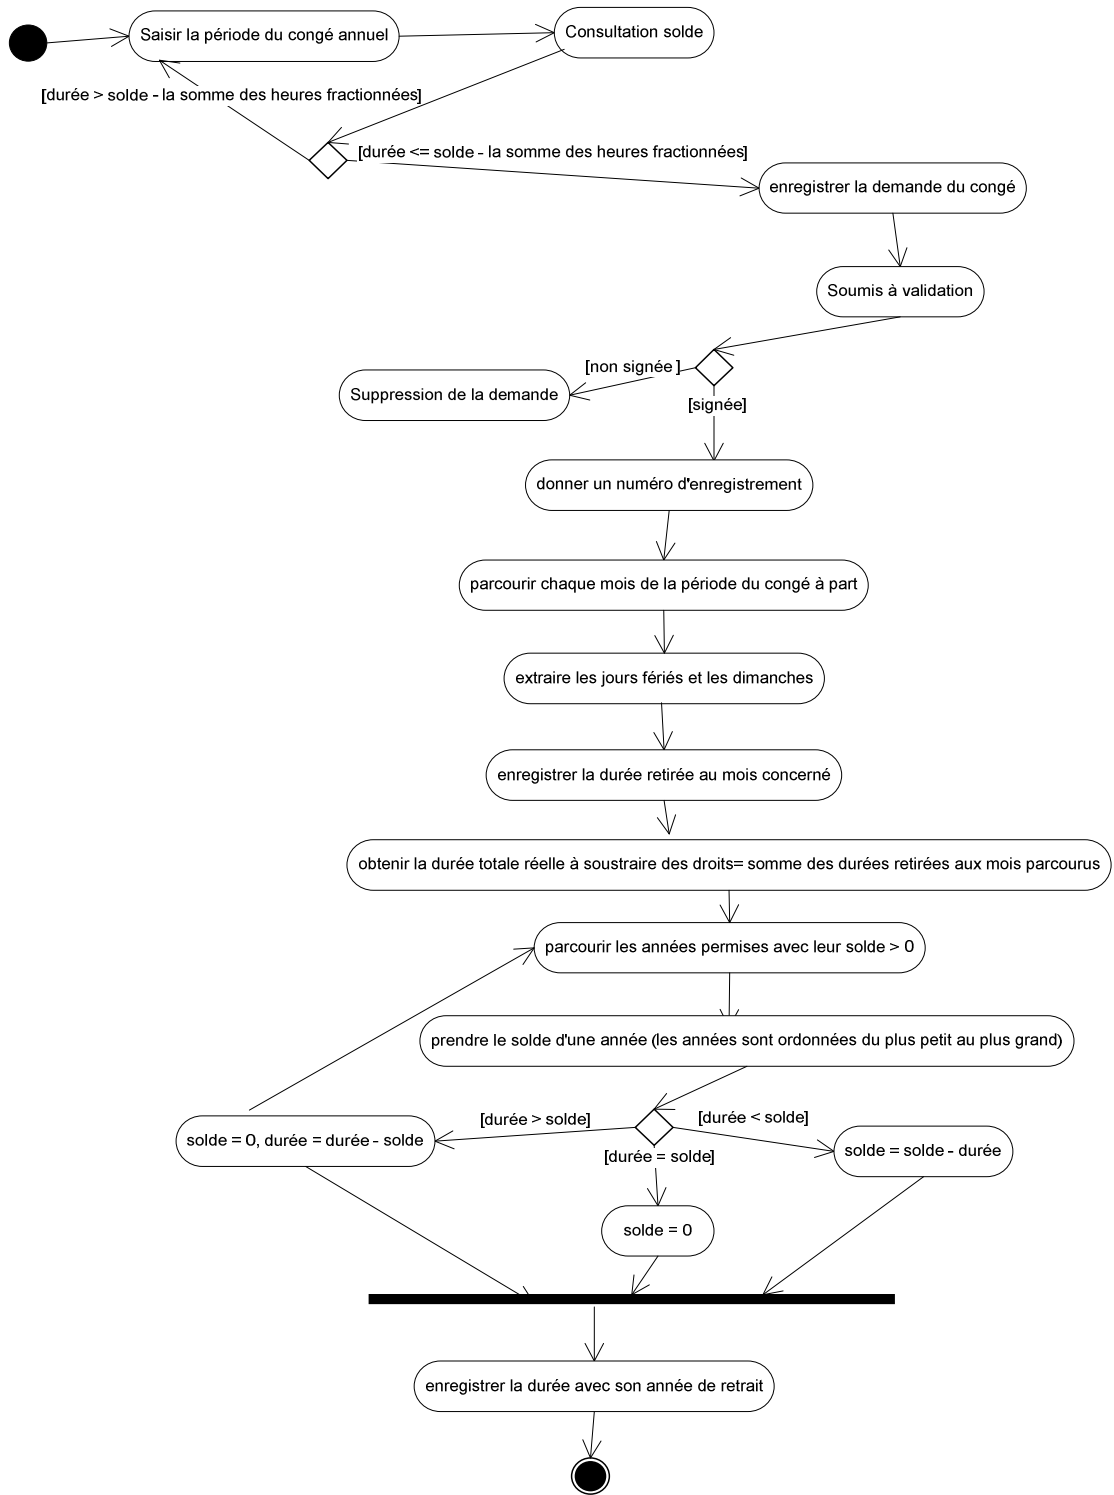 Saisir la période du congé annuel
Consultation solde
[durée > solde - la somme des heures fractionnées]
[durée <= solde - la somme des heures fractionnées]
enregistrer la demande du congé
Soumis à validation
[non signée ]
Suppression de la demande
[signée]
donner un numéro d'enregistrement
parcourir chaque mois de la période du congé à part
extraire les jours fériés et les dimanches
enregistrer la durée retirée au mois concerné
obtenir la durée totale réelle à soustraire des droits= somme des durées retirées aux mois parcourus
parcourir les années permises avec leur solde > 0
prendre le solde d'une année (les années sont ordonnées du plus petit au plus grand)
[durée > solde]
[durée < solde]
solde = 0, durée = durée - solde
[durée = solde]
solde = solde - durée
solde = 0
enregistrer la durée avec son année de retrait